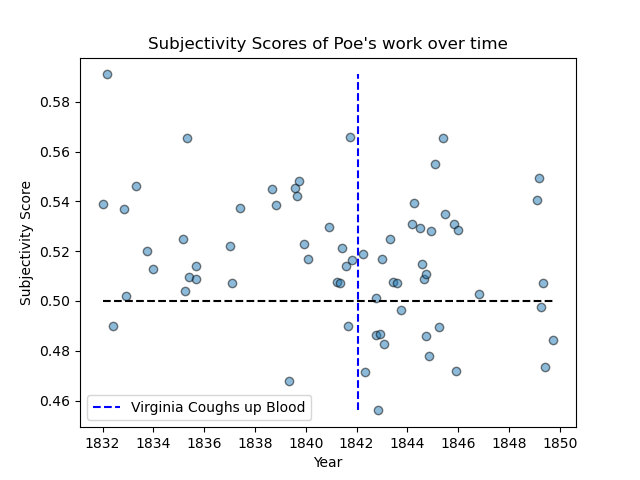 Subjectivity Scores of Poe's work over time
Subjectivity Score
0.58
0.56
0.54
0.52
0.50
0.48
0.46
Virginia Coughs up Blood
1832 1834 1836 1838 1840 1842 1844 1846 1848 1850
Year